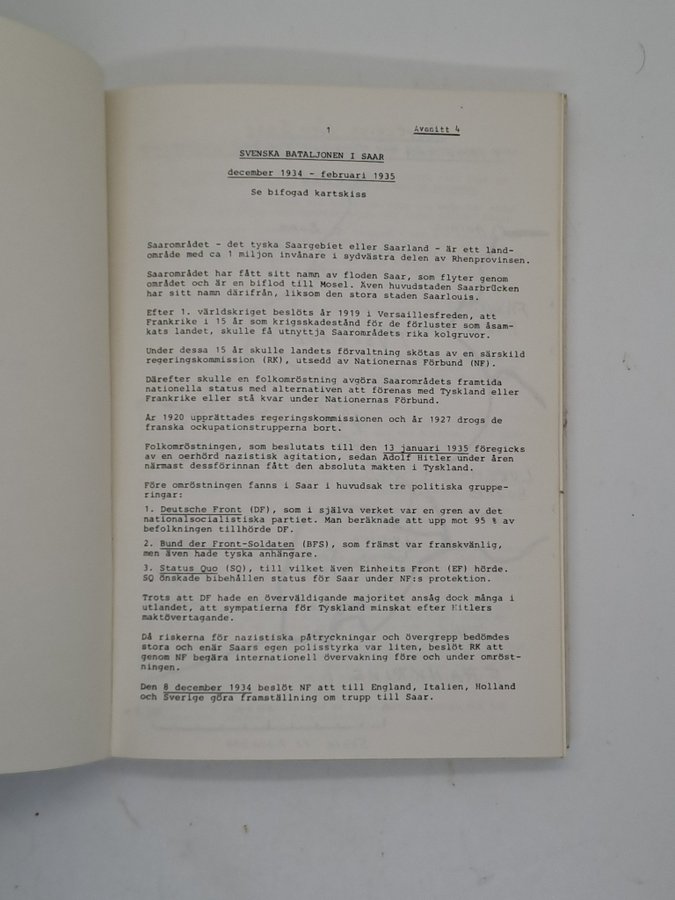 1
Avsnitt 4
SVENSKA BATALJONEN I SAAR
december 1934 - februari 1935
Se bifogad kartskiss
Saarområdet - det tyska Saargebiet eller Saarland - är ett land-
område med ca 1 miljon invånare i sydvästra delen av Rhenprovinsen.
Saarområdet har fått sitt namn av floden Saar, som flyter genom
området och är en biflod till Mosel. Även huvudstaden Saarbrücken
har sitt namn därifrån, liksom den stora staden Saarlouis.
Efter 1. världskriget beslöts år 1919 i Versaillesfreden, att
Frankrike i 15 år som krigsskadestånd för de förluster som åsam-
kats landet, skulle få utnyttja Saarområdets rika kolgruvor.
Under dessa 15 år skulle landets förvaltning skötas av en särskild
regeringskommission (RK), utsedd av Nationernas Förbund (NF).
Därefter skulle en folkomröstning avgöra Saarområdets framtida
nationella status med alternativen att förenas med Tyskland eller
Frankrike eller stå kvar under Nationernas Förbund.
År 1920 upprättades regeringskommissionen och år 1927 drogs de
franska ockupationstrupperna bort.
Folkomröstningen, som beslutats till den 13 januari 1935 föregicks
av en oerhörd nazistisk agitation, sedan Adolf Hitler under åren
närmast dessförinnan fått den absoluta makten i Tyskland.
Före omröstningen fanns i Saar i huvudsak tre politiska gruppe-
ringar:
1. Deutsche Front (DF), som i själva verket var en gren av det
nationalsocialistiska partiet. Man beräknade att upp mot 95 % av
befolkningen tillhörde DF.
2. Bund der Front-Soldaten (BFS), som främst var franskvänlig,
men även hade tyska anhängare.
3. Status Quo (SQ), till vilket även Einheits Front (EF) hörde.
SQ önskade bibehållen status för Saar under NF:s protektion.
Trots att DF hade en överväldigande majoritet ansåg dock många i
utlandet, att sympatierna för Tyskland minskat efter Hitlers
maktövertagande.
Då riskerna för nazistiska påtryckningar och övergrepp bedömdes
stora och enär Saars egen polisstyrka var liten, beslöt RK att
genom NF begära internationell övervakning före och under omröst-
ningen.
Den 8 december 1934 beslöt NF att till England, Italien, Holland
och Sverige göra framställning om trupp till Saar.